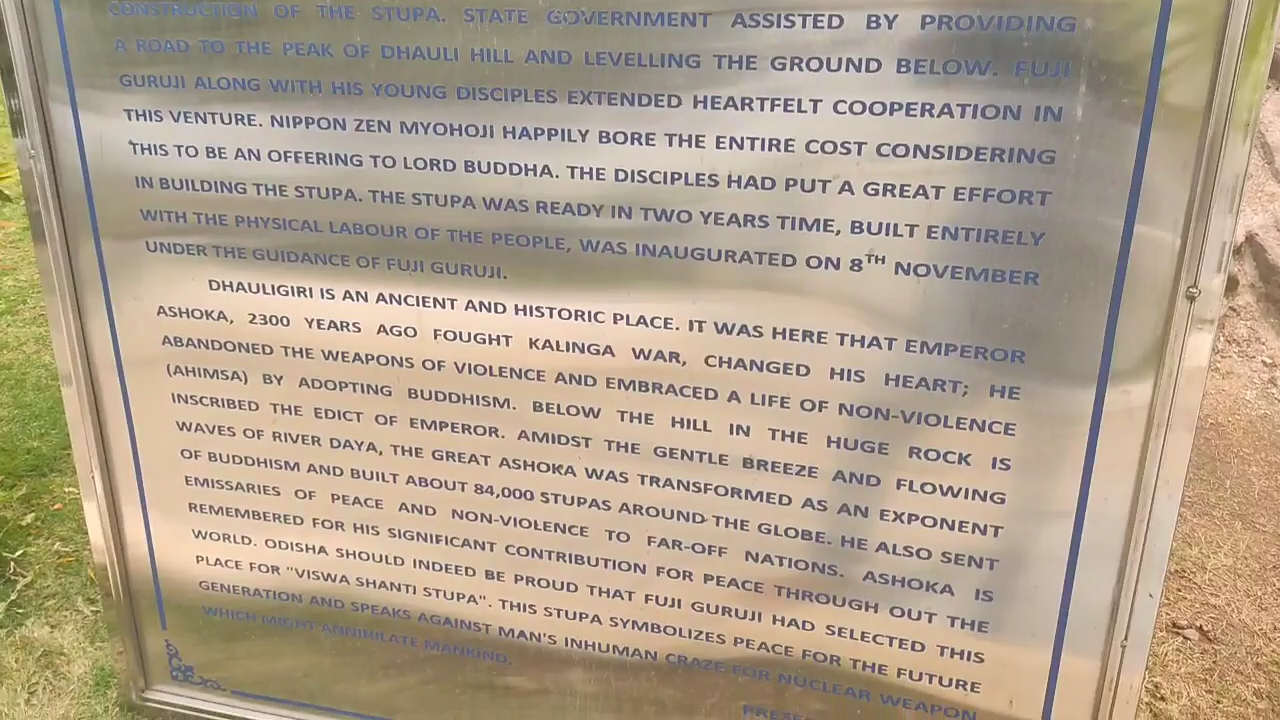 CONSTRUCTION OF THE STUPA. STATE GOVERNMENT ASSISTED BY PROVIDING
A ROAD TO THE PEAK OF DHAULI HILL AND LEVELLING THE GROUND BELOW. FUJI
GURUJI ALONG WITH HIS YOUNG DISCIPLES EXTENDED HEARTFELT COOPERATION IN
THIS VENTURE. NIPPON ZEN MYOHOJI HAPPILY BORE THE ENTIRE COST CONSIDERING
THIS TO BE AN OFFERING TO LORD BUDDHA. THE DISCIPLES HAD PUT A GREAT EFFORT
IN BUILDING THE STUPA. THE STUPA WAS READY IN TWO YEARS TIME, BUILT ENTIRELY
WITH THE PHYSICAL LABOUR OF THE PEOPLE, WAS INAUGURATED ON 8TH NOVEMBER
UNDER THE GUIDANCE OF FUJI GURUJI.
DHAULIGIRI IS AN ANCIENT AND HISTORIC PLACE. IT WAS HERE THAT EMPEROR
ASHOKA, 2300 YEARS AGO FOUGHT KALINGA WAR, CHANGED HIS HEART; HE
ABANDONED THE WEAPONS OF VIOLENCE AND EMBRACED A LIFE OF NON-VIOLENCE
(AHIMSA) BY ADOPTING BUDDHISM. BELOW THE HILL IN THE HUGE ROCK IS
INSCRIBED THE EDICT OF EMPEROR. AMIDST THE GENTLE BREEZE AND FLOWING
WAVES OF RIVER DAYA, THE GREAT ASHOKA WAS TRANSFORMED AS AN EXPONENT
OF BUDDHISM AND BUILT ABOUT 84,000 STUPAS AROUND THE GLOBE. HE ALSO SENT
EMISSARIES OF PEACE AND NON-VIOLENCE TO FAR-OFF NATIONS. ASHOKA IS
REMEMBERED FOR HIS SIGNIFICANT CONTRIBUTION FOR PEACE THROUGH OUT THE
WORLD. ODISHA SHOULD INDEED BE PROUD THAT FUJI GURUJI HAD SELECTED THIS
PLACE FOR "VISWA SHANTI STUPA". THIS STUPA SYMBOLIZES PEACE FOR THE FUTURE
GENERATION AND SPEAKS AGAINST MAN'S INHUMAN CRAZE FOR NUCLEAR WEAPON
WHICH MIGHT ANNIHILATE MANKIND.